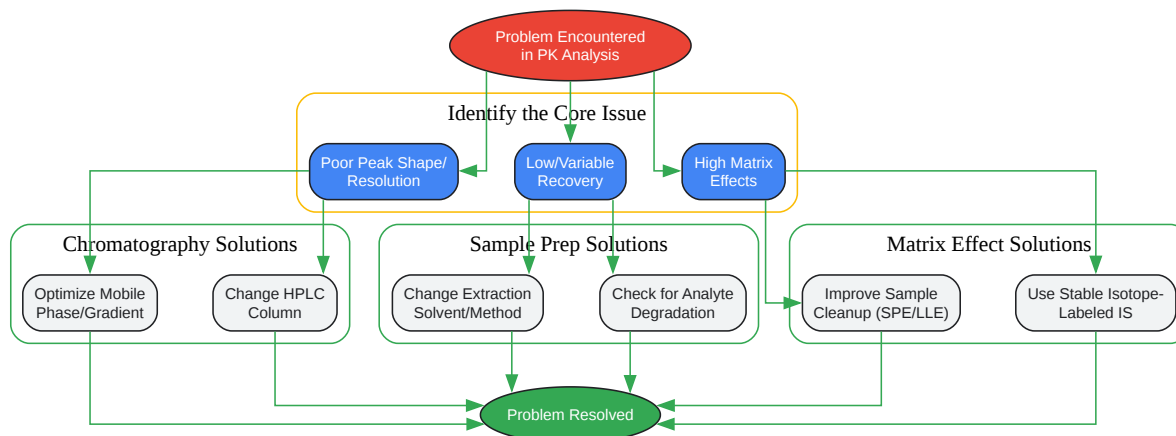 Problem Encountered
in PK Analysis
Identify the Core Issue
Poor Peak Shape/
Resolution
Low/Variable
Recovery
High Matrix
Effects
Chromatography Solutions
Sample Prep Solutions
Matrix Effect Solutions
Optimize Mobile
Phase/Gradient
Change HPLC
Column
Change Extraction
Solvent/Method
Check for Analyte
Degradation
Improve Sample
Cleanup (SPE/LLE)
Use Stable Isotope-
Labeled IS
Problem Resolved